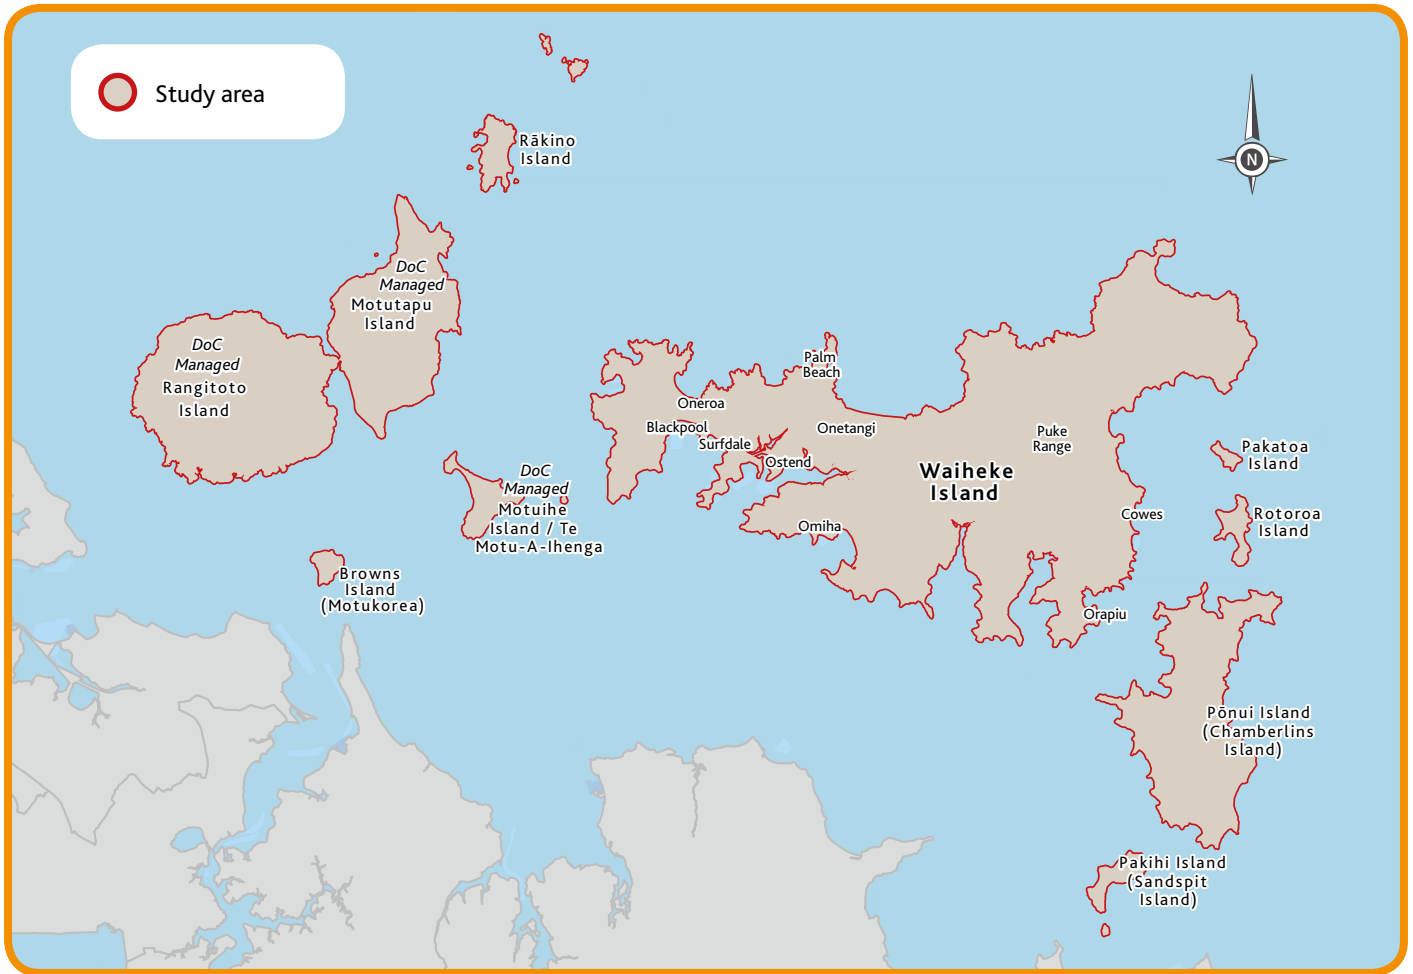 Study area
N
Rākino
Island
DoC
Managed
Motutapu
Island
DoC
Managed
Rangitoto
Island
Palm
Beach
Oneroa
Blackpool
Surfdale
Onetangi
Ostend
Puke
Range
Waiheke
Island
Pakatoa
Island
DoC
Managed
Motuihe
Island / Te
Motu-A-Ihenga
Omiha
Cowes
Rotoroa
Island
Browns
Island
(Motukorea)
Orapiu
Pōnui Island
(Chamberlins
Island)
Pakihi Island
(Sandspit
Island)